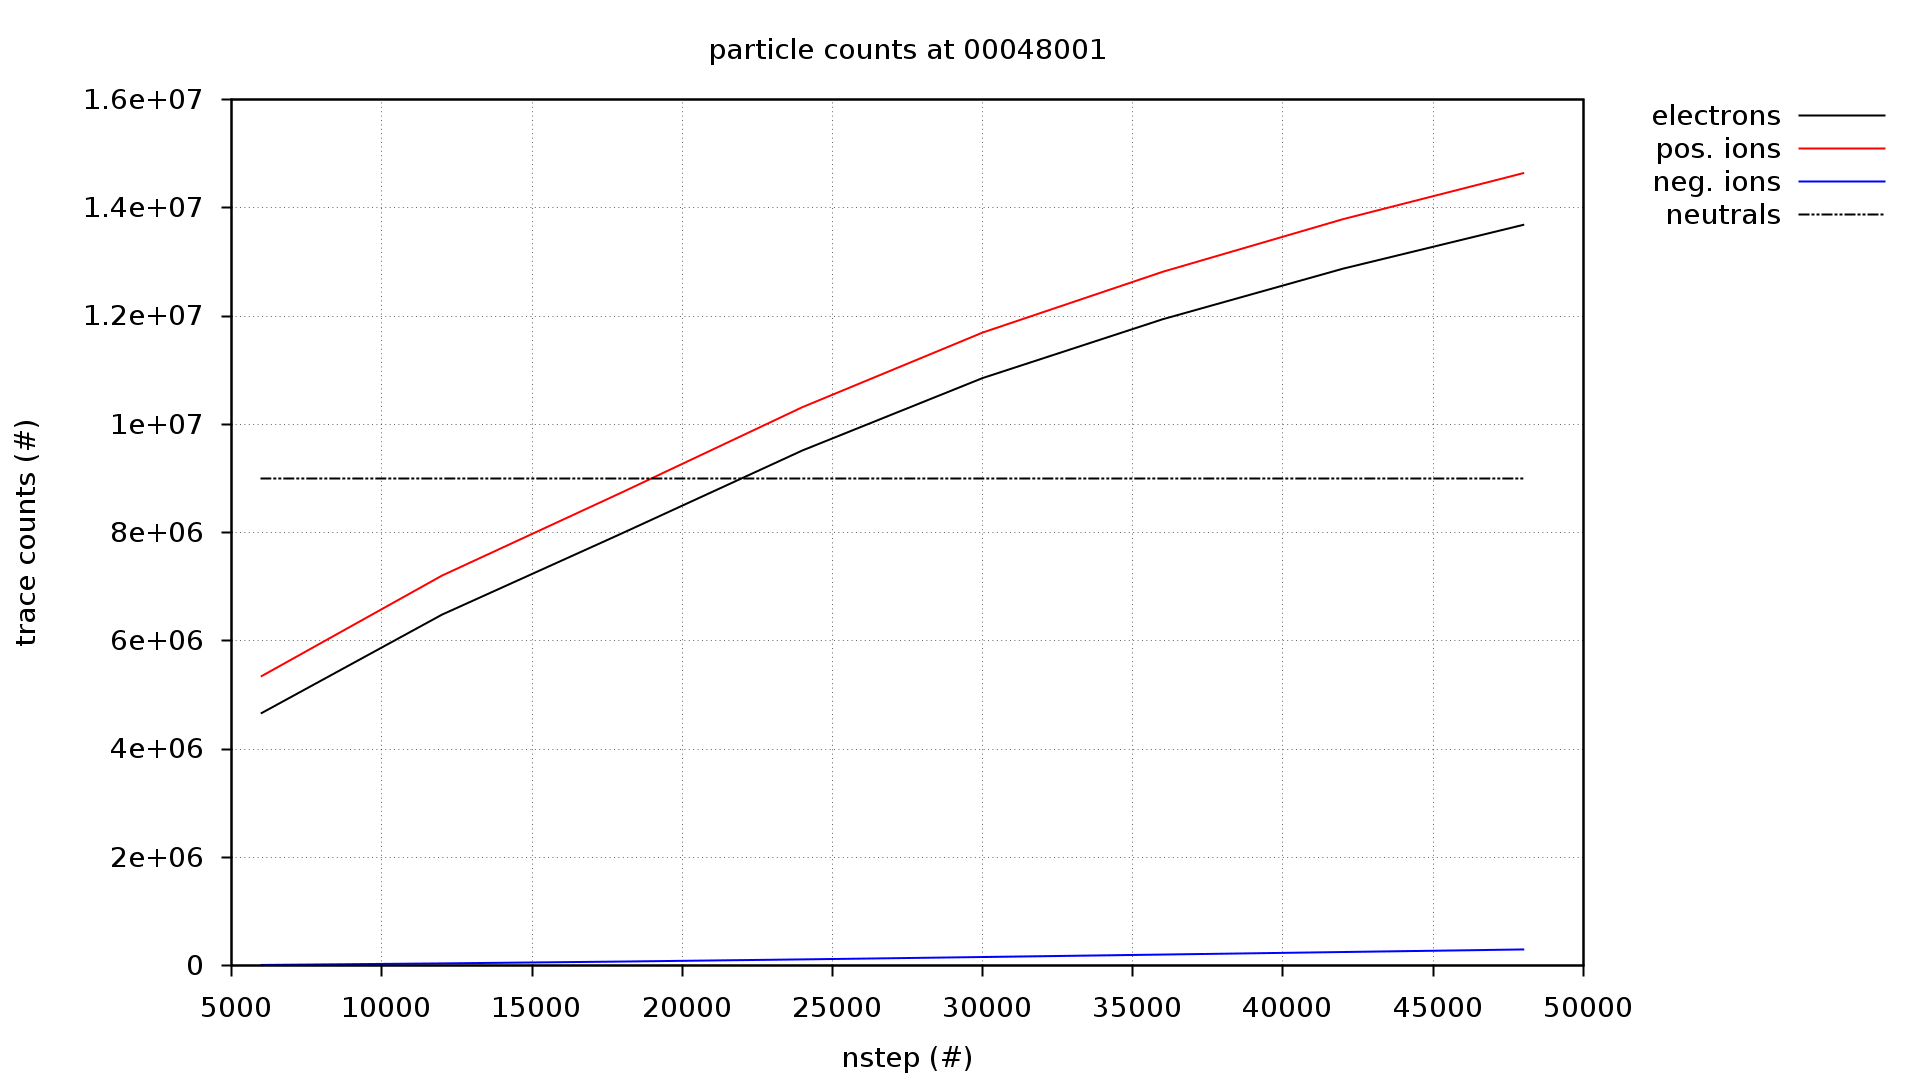 particle counts at 00048001
electrons
pos. ions
neg. ions
neutrals
trace counts (#)
1.6e+07
1.4e+07
1.2e+07
1e+07
8e+06
6e+06
4e+06
2e+06
0
5000 10000 15000 20000 25000 30000 35000 40000 45000 50000
nstep (#)